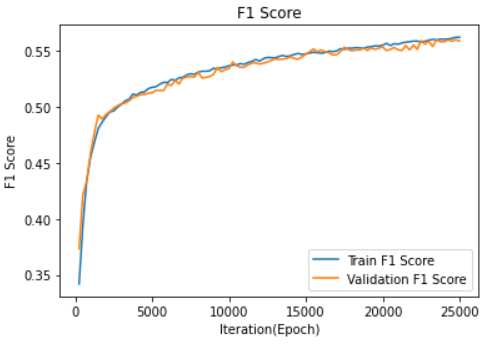 F1 Score
0.55
0.50
0.45
0.40
0.35
F1 Score
Train F1 Score
Validation F1 Score
0
5000
10000
15000
20000
25000
Iteration(Epoch)